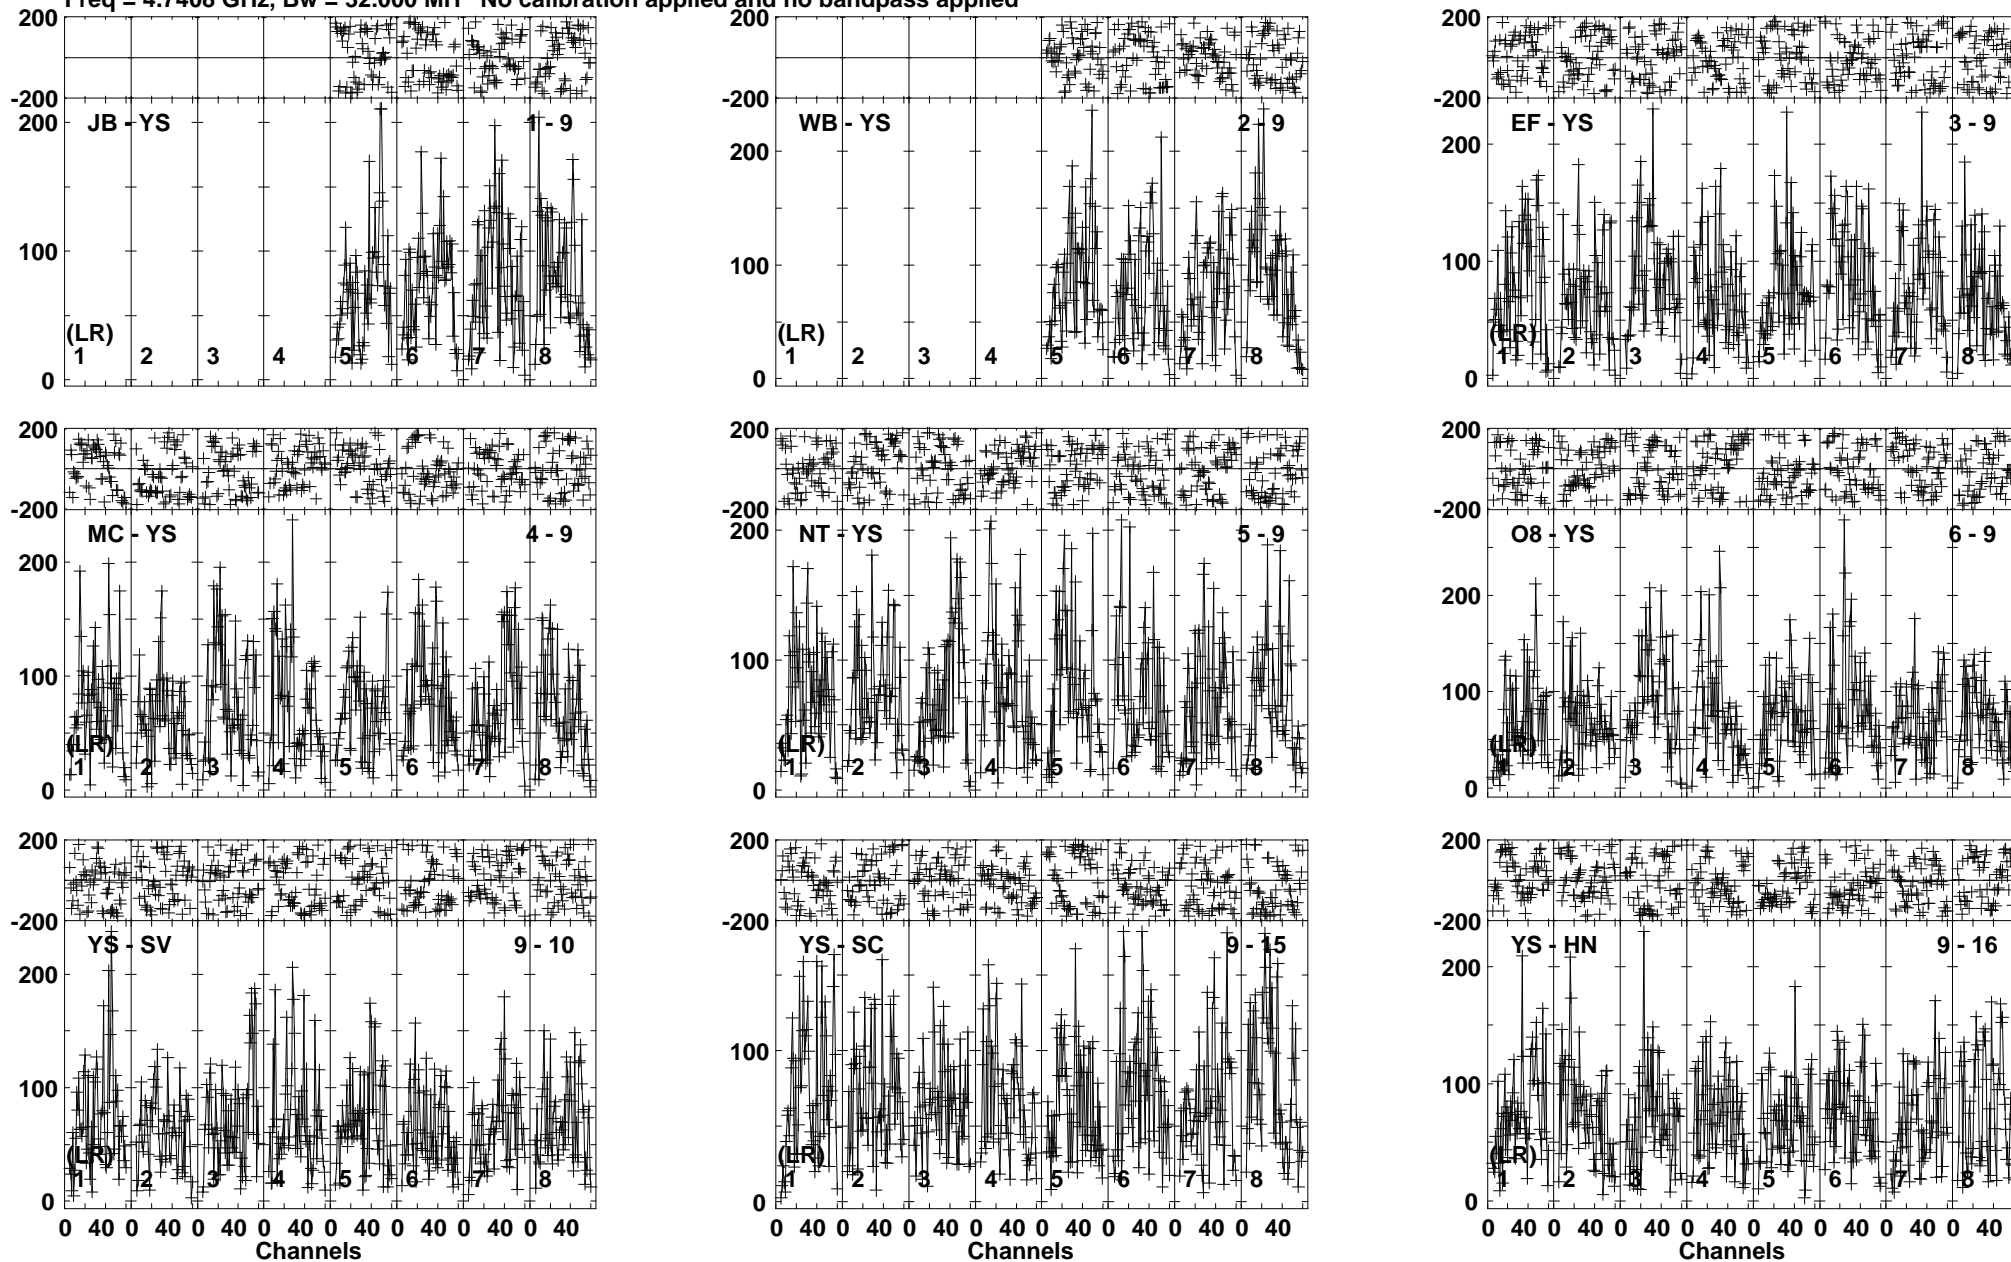 Freq = 4.7408 GHz, Bw = 32.000 MH No calibration applied and no bandpass applied
200 200 200
-200 -200 -200
JB - YS 1 - 9 WB - YS 2 - 9 EF - YS 3 - 9
200 200 200
100 100 100
(LR) (LR) (LR)
1 2 3 4 5 6 7 8 1 2 3 4 5 6 7 8 1 2 3 4 5 6 7 8
0 0 0
200 200 200
-200 -200 -200
MC - YS 4 - 9 NT - YS 5 - 9 O8 - YS 6 - 9
200 200 200
100 100 100
(LR) (LR) (LR)
1 2 3 4 5 6 7 8 1 2 3 4 5 6 7 8 1 2 3 4 5 6 7 8
0 0 0
200 200 200
-200 -200 -200
YS - SV 9 - 10 YS - SC 9 - 15 YS - HN 9 - 16
200 200
100 100 100
(LR) (LR) (LR)
1 2 3 4 5 6 7 8 1 2 3 4 5 6 7 8 1 2 3 4 5 6 7 8
0 0 0
0 40 0 40 0 40 0 40 0 40 0 40 0 40 0 40 0 40 0 40 0 40 0 40 0 40 0 40 0 40 0 40 0 40 0 40 0 40 0 40 0 40 0 40 0 40 0 40
Channels Channels Channels